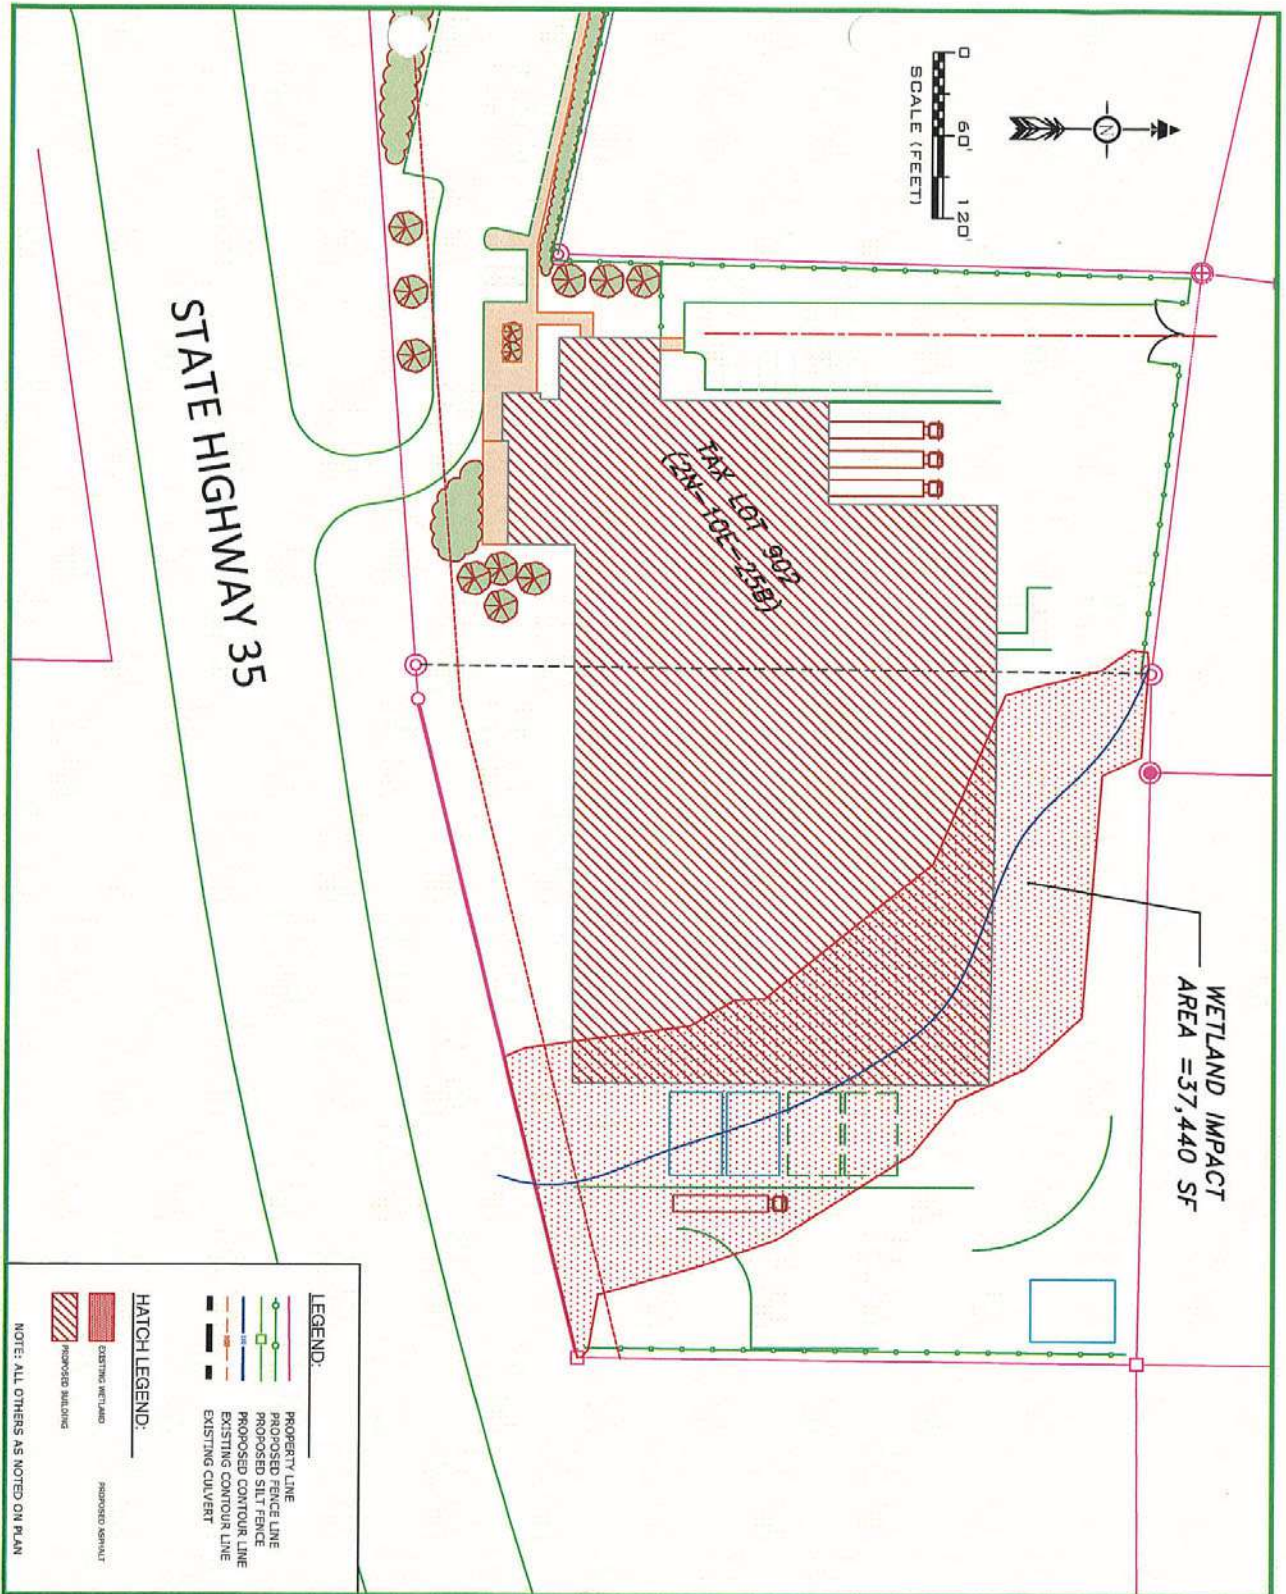 0 60' 120'
SCALE (FEET)
N
STATE HIGHWAY 35
TAX LOT 902
(2N-10E-25B)
WETLAND IMPACT
AREA =37,440 SF
LEGEND:
PROPERTY LINE
PROPOSED FENCE LINE
PROPOSED SILT FENCE
PROPOSED CONTOUR LINE
EXISTING CONTOUR LINE
EXISTING CULVERT
HATCH LEGEND:
EXISTING WETLAND
PROPOSED ASPHALT
PROPOSED BUILDING
NOTE: ALL OTHERS AS NOTED ON PLAN